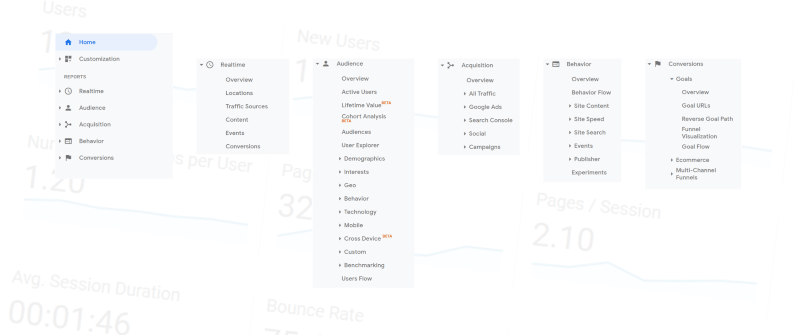 Users
New Users
Home
Customization
REPORTS
Realtime
Audience
Acquisition
Behavior
Conversions
Realtime
Overview
Locations
Traffic Sources
Content
Events
Conversions
Audience
Overview
Active Users
Lifetime Value BETA
Cohort Analysis
BETA
Audiences
User Explorer
Demographics
Interests
Geo
Behavior
Technology
Mobile
Cross Device BETA
Custom
Benchmarking
Users Flow
Acquisition
Overview
All Traffic
Google Ads
Search Console
Social
Campaigns
Behavior
Overview
Behavior Flow
Site Content
Site Speed
Site Search
Events
Publisher
Experiments
Conversions
Goals
Overview
Goal URLs
Reverse Goal Path
Funnel
Visualization
Goal Flow
Ecommerce
Multi-Channel
Funnels
per User
1.20
32
Pages / Session
2.10
Avg. Session Duration
00:01:46
Bounce Rate